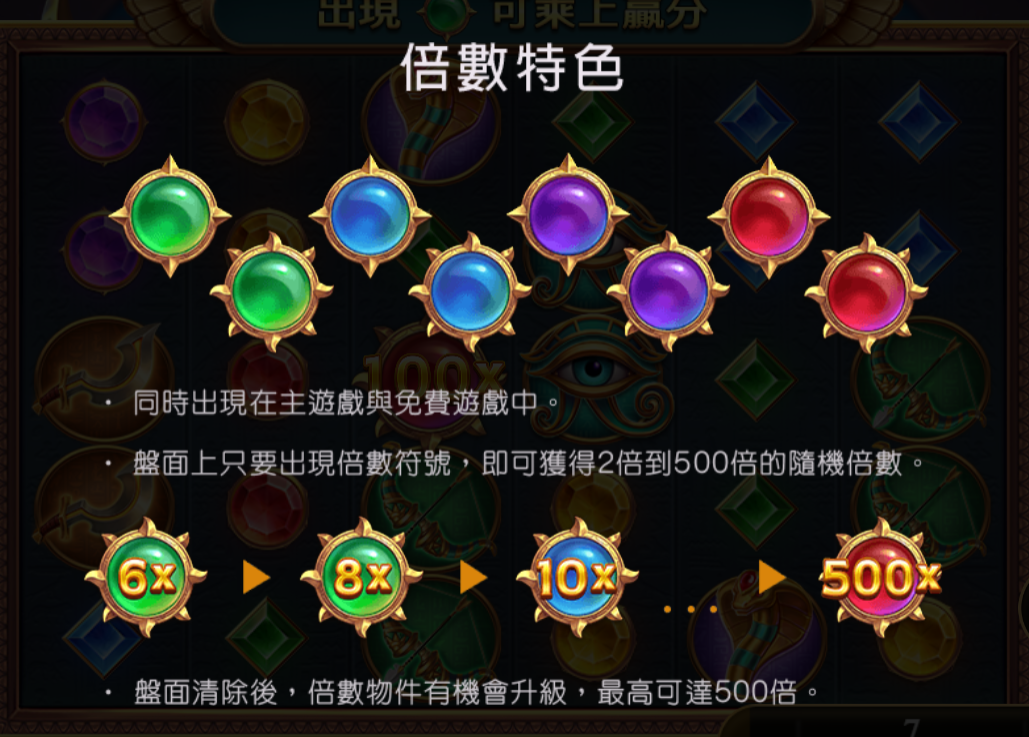 出現 可乘上贏分
倍數特色
100x
・ 同時出現在主遊戲與免費遊戲中。
・ 盤面上只要出現倍數符號，即可獲得2倍到500倍的隨機倍數。
6x 8x 10x ... 500x
・ 盤面清除後，倍數物件有機會升級，最高可達500倍。
7